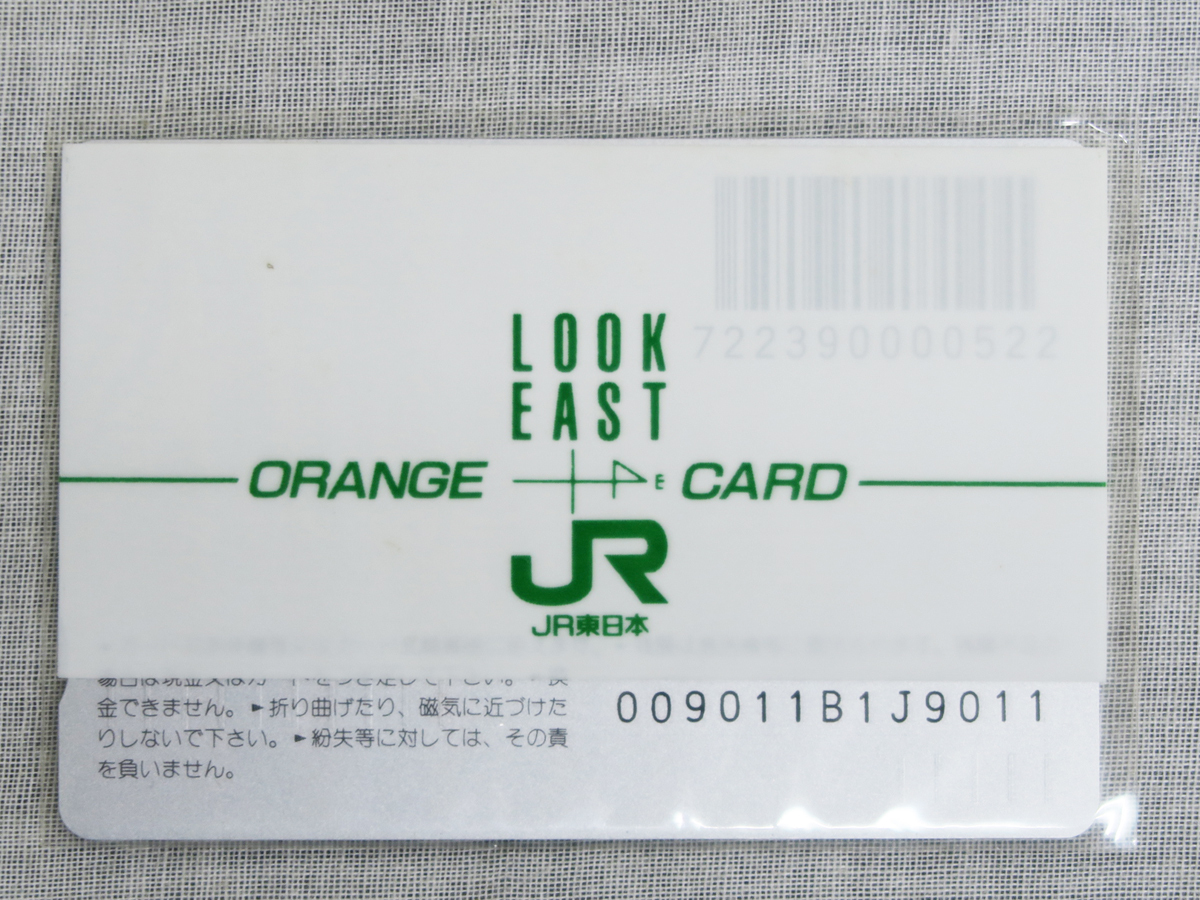 722390000522
LOOK
EAST
ORANGE E CARD
JR
JR東日本
金できません。►折り曲げたり、磁気に近づけた
りしないで下さい。►紛失等に対しては、その責
を負いません。
009011B1J9011